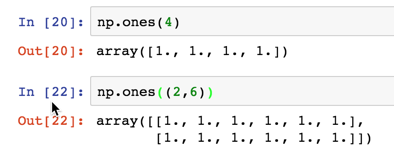 In [20]: np.ones(4)
Out[20]: array([1., 1., 1., 1.])
In [22]: np.ones((2,6))
Out[22]: array([[1., 1., 1., 1., 1., 1.],
[1., 1., 1., 1., 1., 1.]])